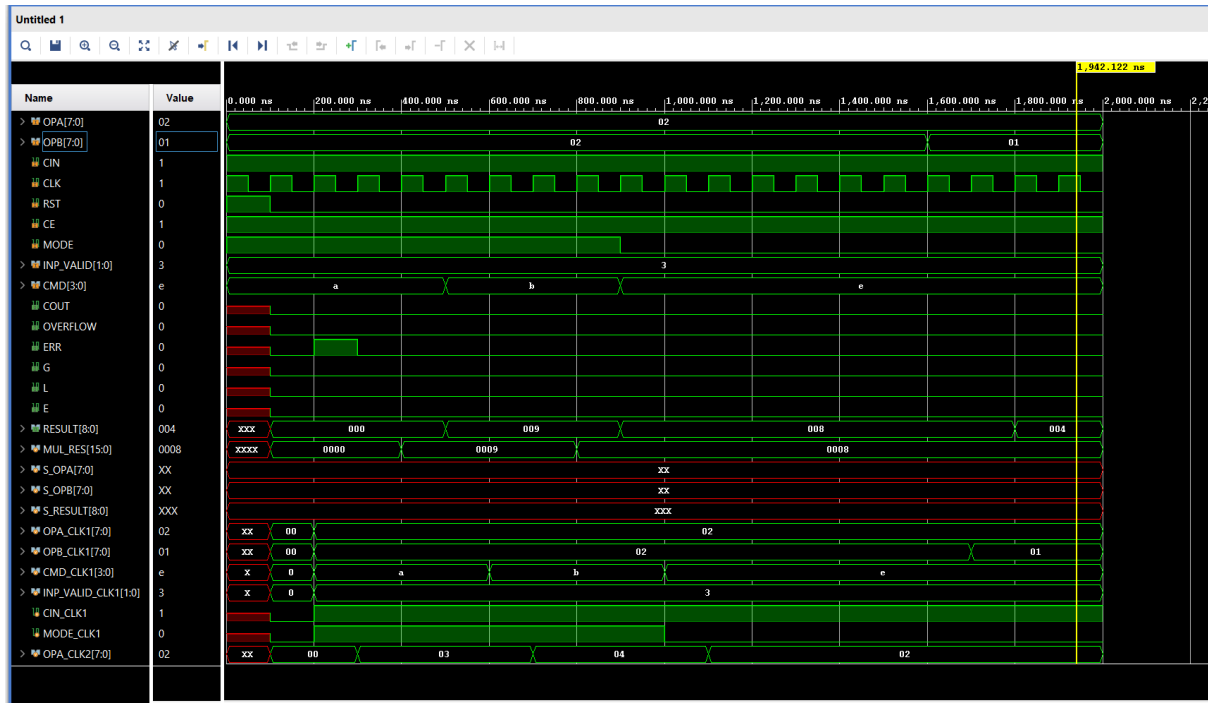 Untitled 1
1,942.122 ns
Name Value
0.000 ns 200.000 ns 400.000 ns 600.000 ns 800.000 ns 1,000.000 ns 1,200.000 ns 1,400.000 ns 1,600.000 ns 1,800.000 ns 2,000.000 ns 2,2
OPA[7:0] 02 02
OPB[7:0] 01 02 01
CIN 1
CLK 1
RST 0
CE 1
MODE 0
INP_VALID[1:0] 3 3
CMD[3:0] e a b e
COUT 0
OVERFLOW 0
ERR 0
G 0
L 0
E 0
RESULT[8:0] 004 XXX 000 009 008 004
MUL_RES[15:0] 0008 XXXX 0000 0009 0008
S_OPA[7:0] XX XX
S_OPB[7:0] XX XX
S_RESULT[8:0] XXX XXX
OPA_CLK1[7:0] 02 XX 00 02
OPB_CLK1[7:0] 01 XX 00 02 01
CMD_CLK1[3:0] e X 0 a b e
INP_VALID_CLK1[1:0] 3 X 0 3
CIN_CLK1 1
MODE_CLK1 0
OPA_CLK2[7:0] 02 XX 00 03 04 02